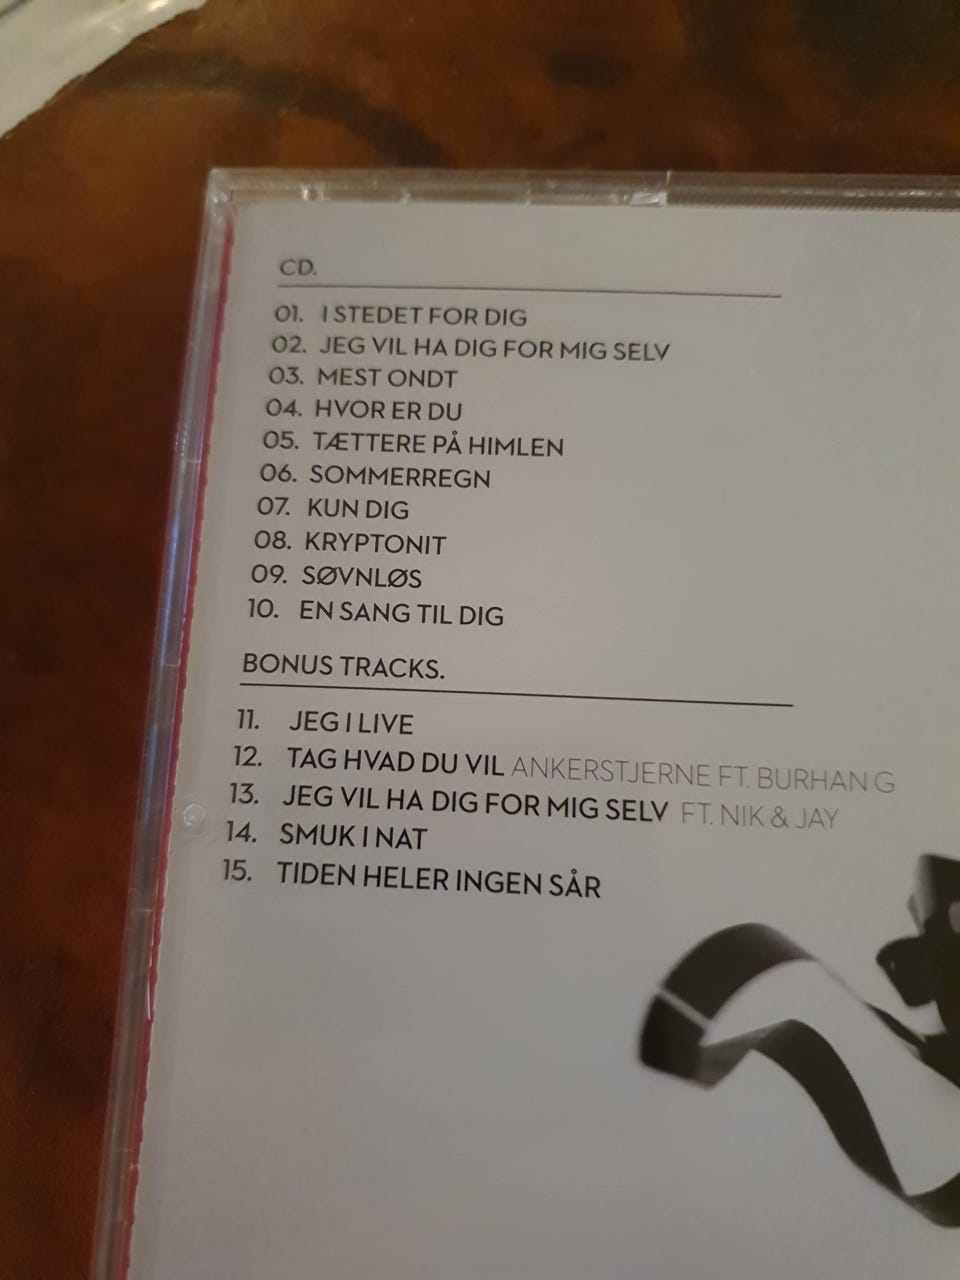 CD.
01. I STEDET FOR DIG
02. JEG VIL HA DIG FOR MIG SELV
03. MEST ONDT
04. HVOR ER DU
05. TÆTTERE PÅ HIMLEN
06. SOMMERREGN
07. KUN DIG
08. KRYPTONIT
09. SØVNLØS
10. EN SANG TIL DIG
BONUS TRACKS.
11. JEG I LIVE
12. TAG HVAD DU VIL ANKERSTJERNE FT. BURHAN G
13. JEG VIL HA DIG FOR MIG SELV FT. NIK & JAY
14. SMUK I NAT
15. TIDEN HELER INGEN SÅR